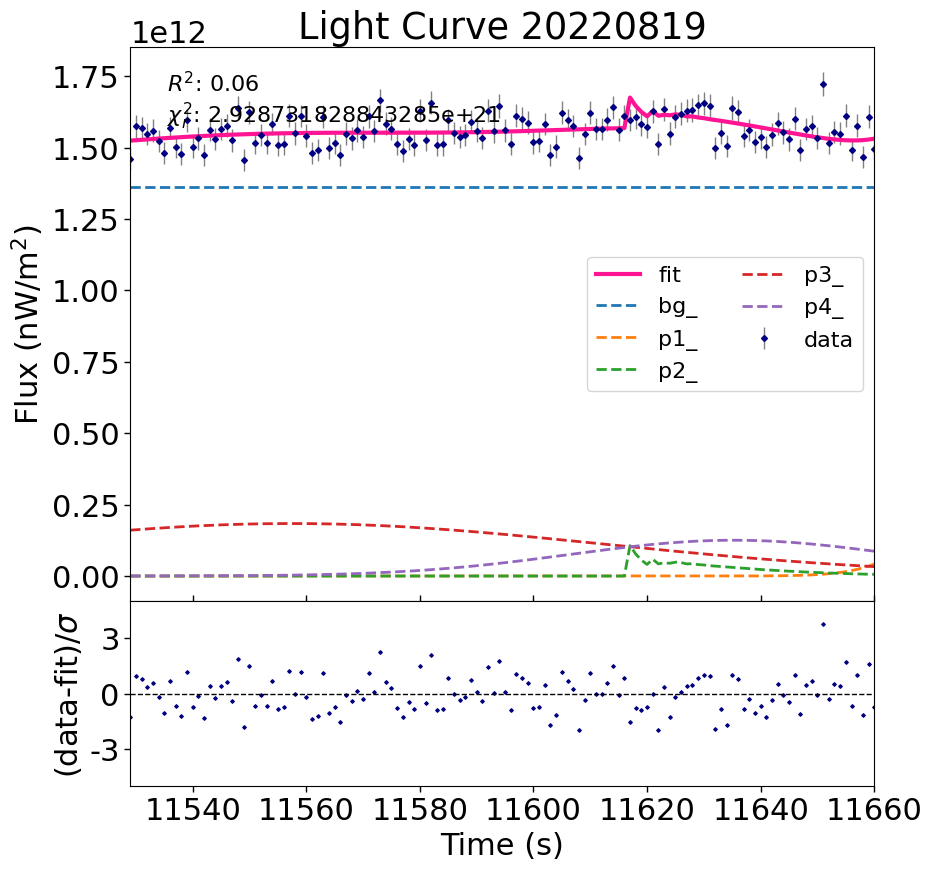 Light Curve 20220819
1e12
R²: 0.06
χ²: 2.928731828843285e+21
1.75
1.50
1.25
1.00
0.75
0.50
0.25
0.00
Flux (nW/m²)
fit
bg_
p1_
p2_
p3_
p4_
data
3
0
-3
(data-fit)/σ
11540 11560 11580 11600 11620 11640 11660
Time (s)